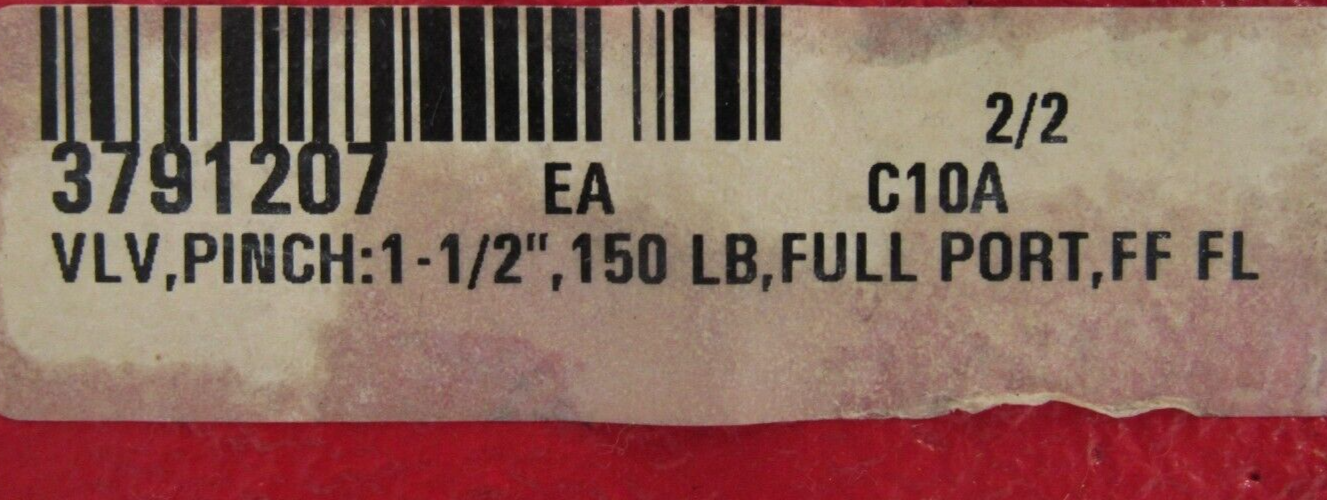 2/2
3791207 EA C10A
VLV,PINCH:1-1/2",150 LB,FULL PORT,FF FL